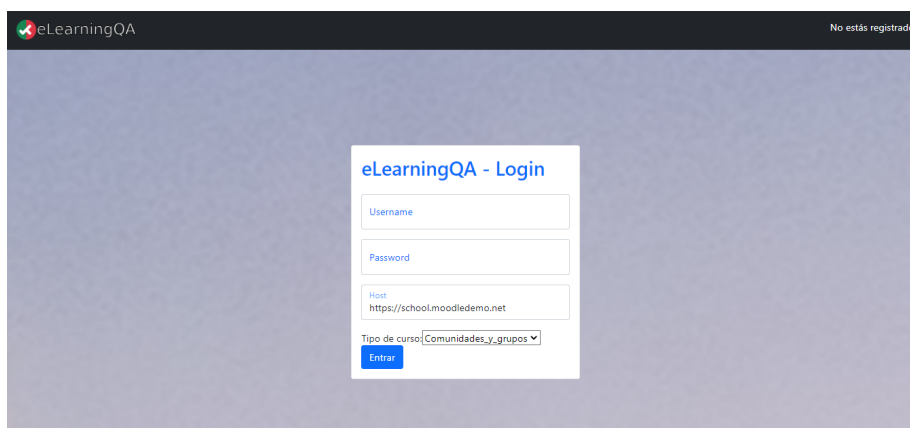 eLearningQA
No estás registrado
eLearningQA - Login
Username
Password
Host
https://school.moodledemo.net
Tipo de curso: Comunidades_y_grupos
Entrar